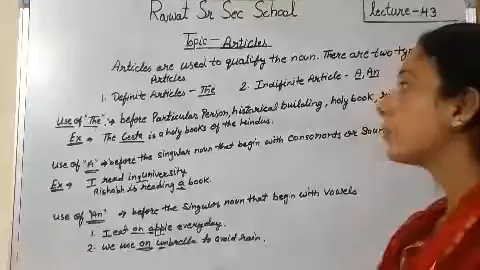 Rawat Sr Sec School
Lecture-43
Topic - Articles
Articles are used to qualify the noun. There are two
Articles
1. Definite Articles - The 2. Indifinite Article - A, An
Use of "The" → before Particular Person, historical building, holy book,
Ex → The Geeta is a holy books of the Hindus.
Use of "A" → before the singular noun that begin with Consonards or Soun
Ex → I read in a university
Rishabh is reading a book.
Use of "An" → before the Singular noun that begin with Vowels
1. I eat an apple everyday.
2. We use an umbrella to avoid rain.